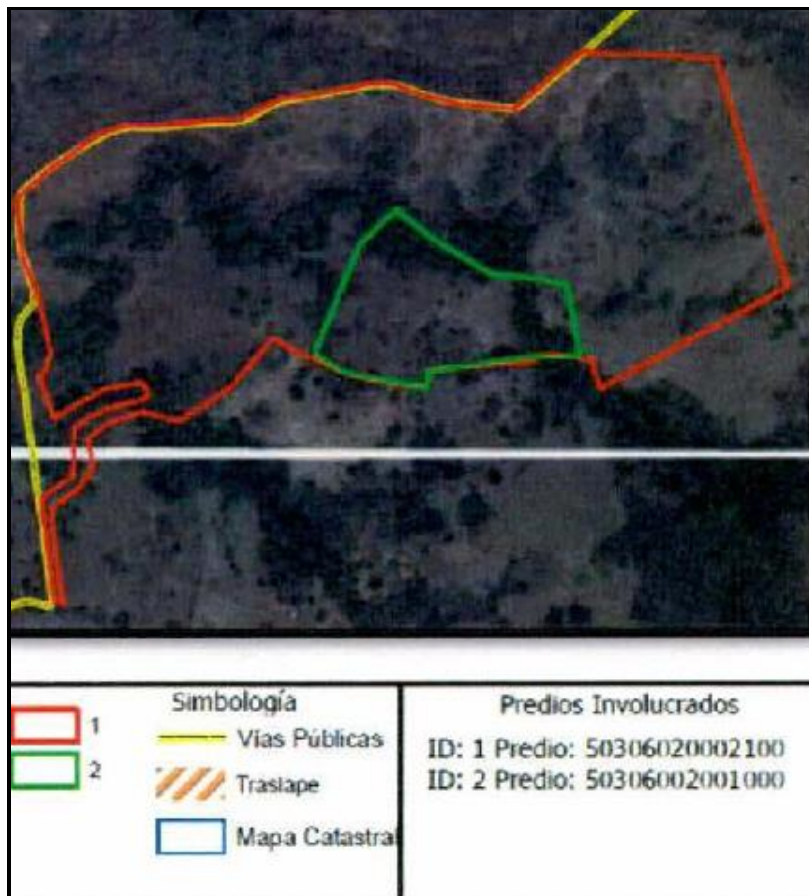 Simbología
1
2
Vías Públicas
Traslape
Mapa Catastral
Predios Involucrados
ID: 1 Predio: 50306020002100
ID: 2 Predio: 50306002001000